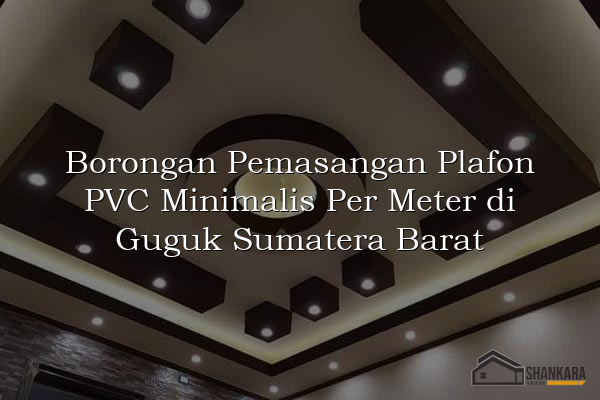 Borongan Pemasangan Plafon
PVC Minimalis Per Meter di
Guguk Sumatera Barat
SHANKARA